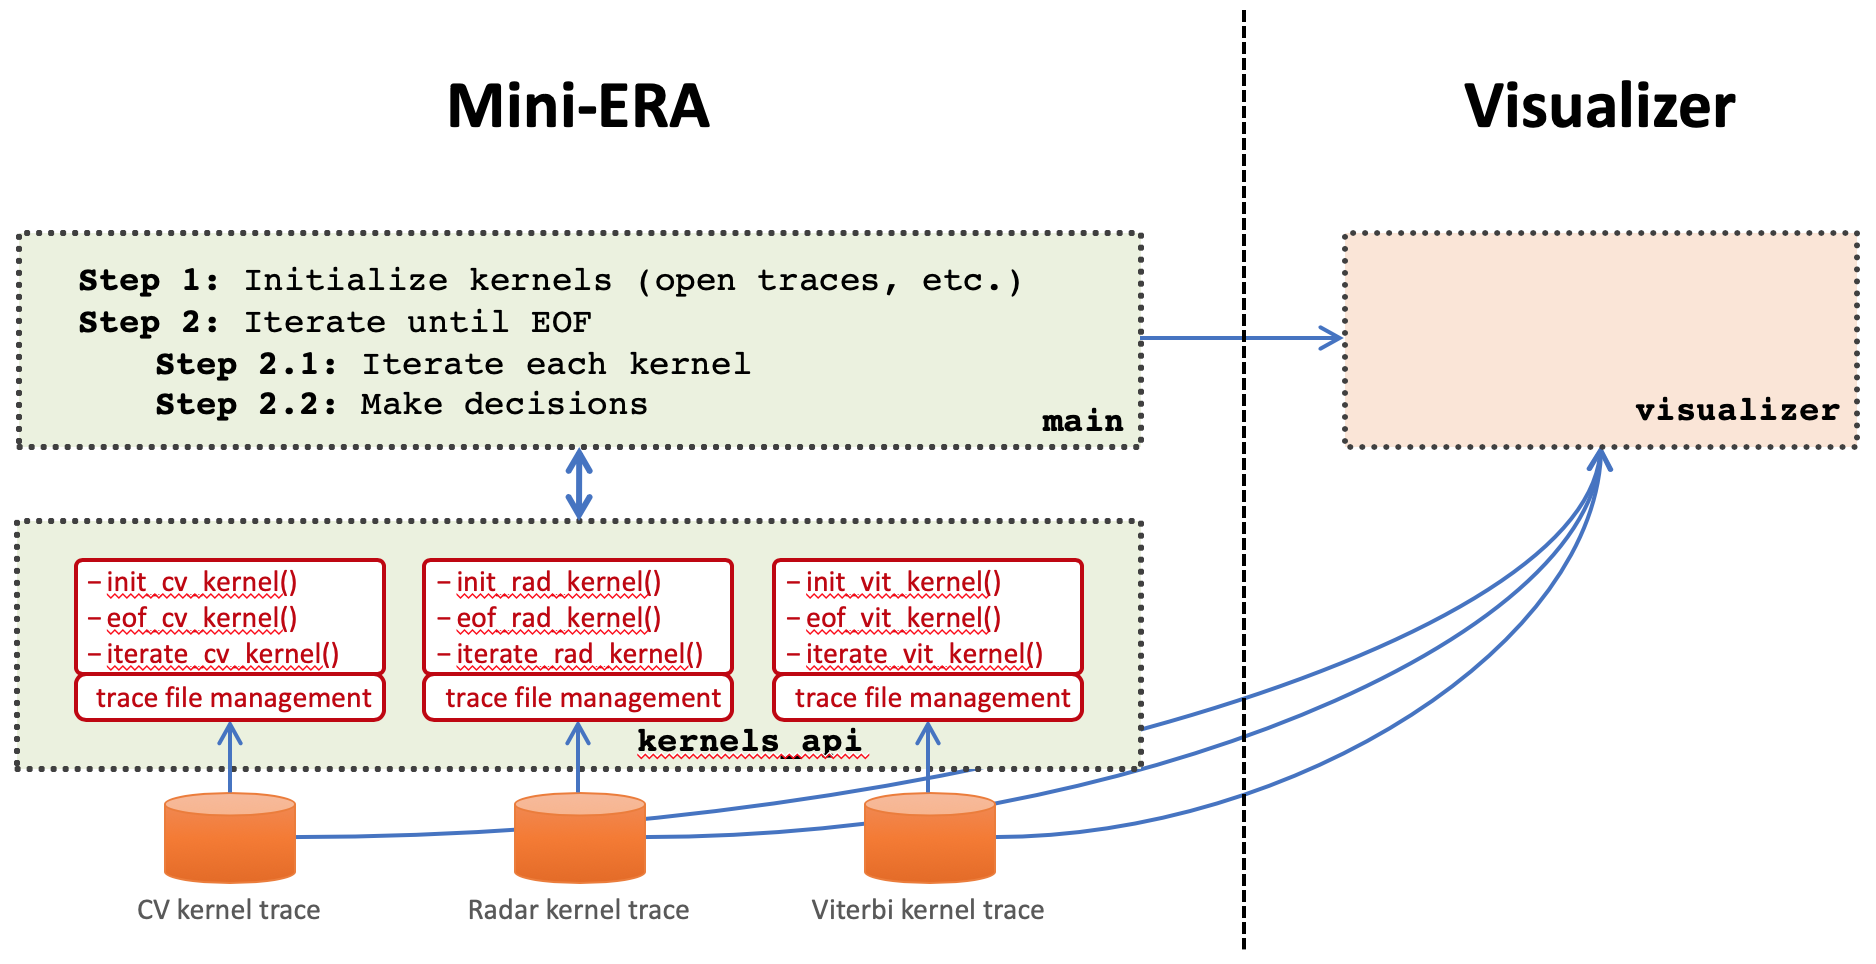 Mini-ERA
Visualizer
Step 1: Initialize kernels (open traces, etc.)
Step 2: Iterate until EOF
Step 2.1: Iterate each kernel
Step 2.2: Make decisions
main
visualizer
– init_cv_kernel()
– eof_cv_kernel()
– iterate_cv_kernel()
trace file management
– init_rad_kernel()
– eof_rad_kernel()
– iterate_rad_kernel()
trace file management
– init_vit_kernel()
– eof_vit_kernel()
– iterate_vit_kernel()
trace file management
kernels_api
CV kernel trace
Radar kernel trace
Viterbi kernel trace